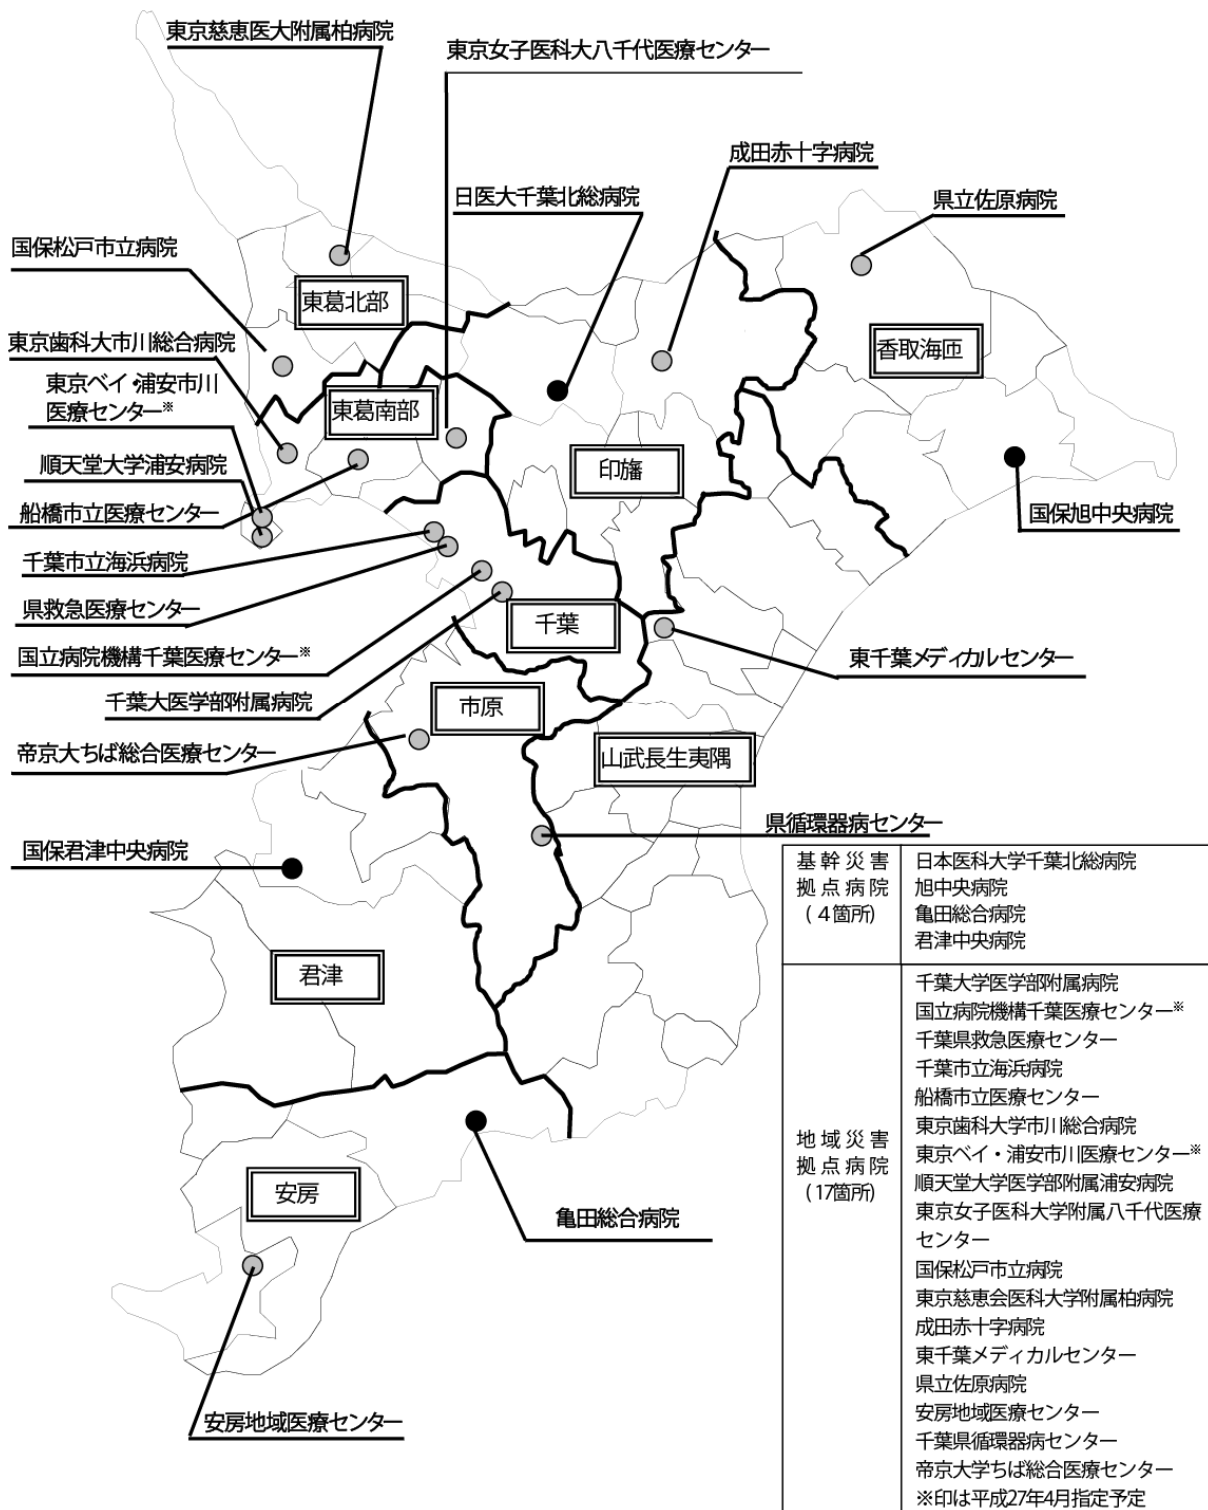 東京慈恵医大附属柏病院
東京女子医科大八千代医療センター
成田赤十字病院
日医大千葉北総病院
県立佐原病院
国保松戸市立病院
東葛北部
東京歯科大市川総合病院
香取海匝
東京ベイ・浦安市川
医療センター※
東葛南部
順天堂大学浦安病院
印旛
船橋市立医療センター
国保旭中央病院
千葉市立海浜病院
県救急医療センター
千葉
国立病院機構千葉医療センター※
東千葉メディカルセンター
千葉大医学部附属病院
市原
帝京大ちば総合医療センター
山武長生夷隅
県循環器病センター
国保君津中央病院
君津
安房
亀田総合病院
安房地域医療センター
基幹災害
拠点病院
(4箇所)
日本医科大学千葉北総病院
旭中央病院
亀田総合病院
君津中央病院
地域災害
拠点病院
(17箇所)
千葉大学医学部附属病院
国立病院機構千葉医療センター※
千葉県救急医療センター
千葉市立海浜病院
船橋市立医療センター
東京歯科大学市川総合病院
東京ベイ・浦安市川医療センター※
順天堂大学医学部附属浦安病院
東京女子医科大学附属八千代医療
センター
国保松戸市立病院
東京慈恵会医科大学附属柏病院
成田赤十字病院
東千葉メディカルセンター
県立佐原病院
安房地域医療センター
千葉県循環器病センター
帝京大学ちば総合医療センター
※印は平成27年4月指定予定